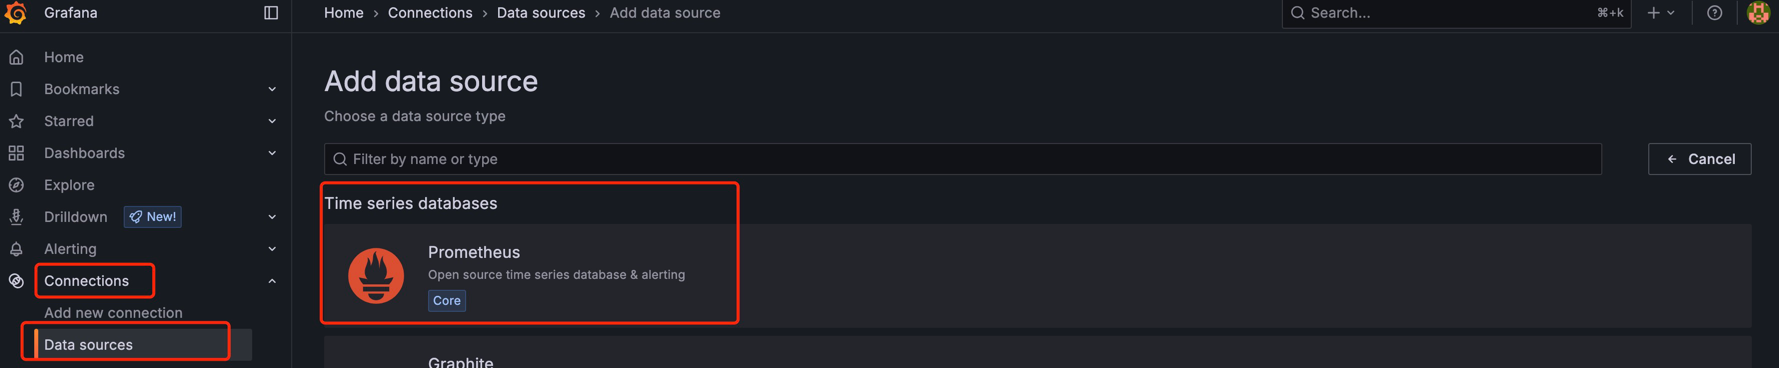 Grafana
Home › Connections › Data sources › Add data source
Search...
⌘+k
Home
Bookmarks
Starred
Dashboards
Explore
Drilldown New!
Alerting
Connections
Add new connection
Data sources
Add data source
Choose a data source type
Filter by name or type
Cancel
Time series databases
Prometheus
Open source time series database & alerting
Core
Graphite